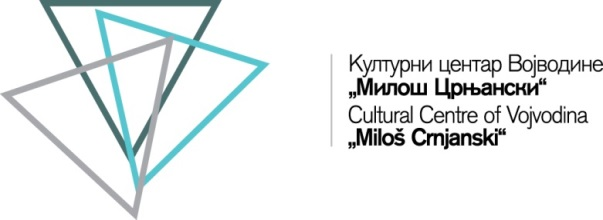 Културни центар Војводине
„Милош Црњански“
Cultural Centre of Vojvodina
„Miloš Crnjanski“